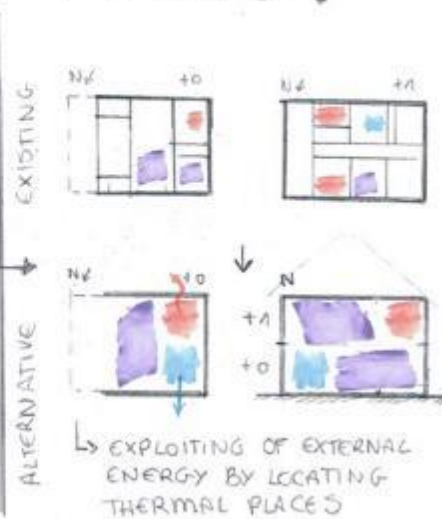 EXISTING
N↙ +0
N↙ +1
ALTERNATIVE
N↙ +0
N
+1
+0
↳ EXPLOITING OF EXTERNAL
ENERGY BY LOCATING
THERMAL PLACES